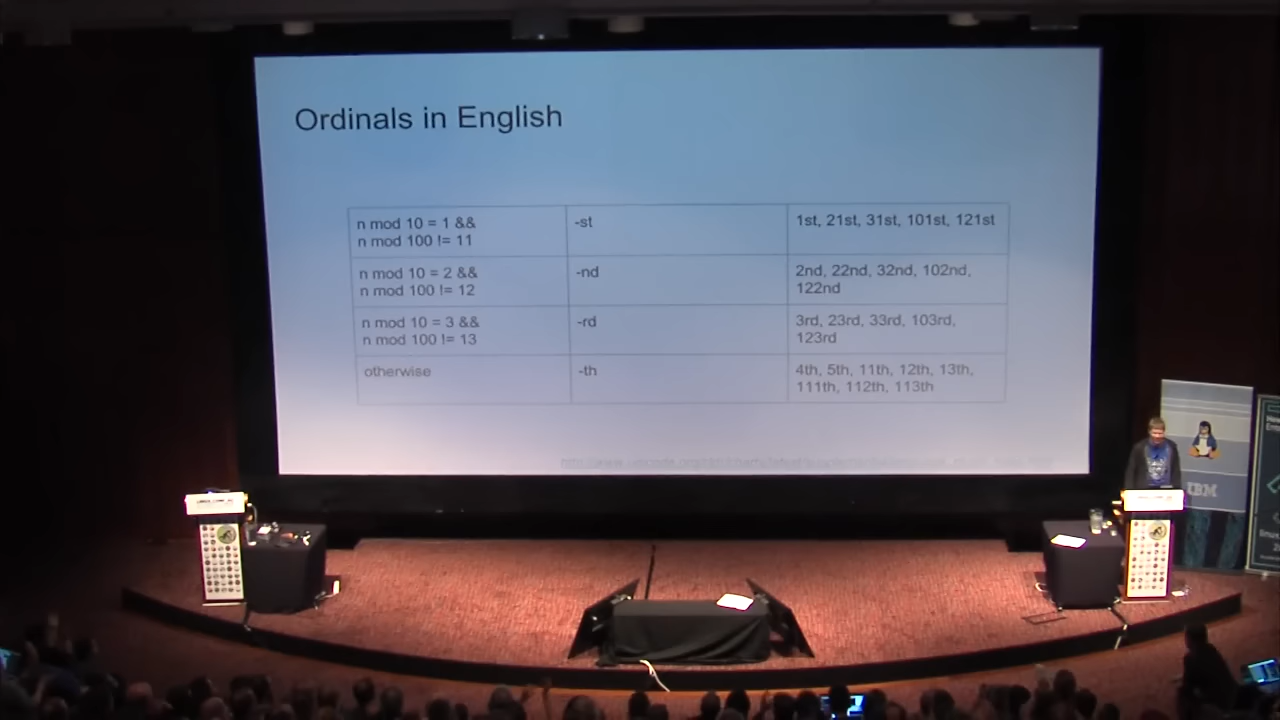 Ordinals in English
n mod 10 = 1 &&
n mod 100 != 11
-st
1st, 21st, 31st, 101st, 121st
n mod 10 = 2 &&
n mod 100 != 12
-nd
2nd, 22nd, 32nd, 102nd,
122nd
n mod 10 = 3 &&
n mod 100 != 13
-rd
3rd, 23rd, 33rd, 103rd,
123rd
otherwise
-th
4th, 5th, 11th, 12th, 13th,
111th, 112th, 113th
IBM